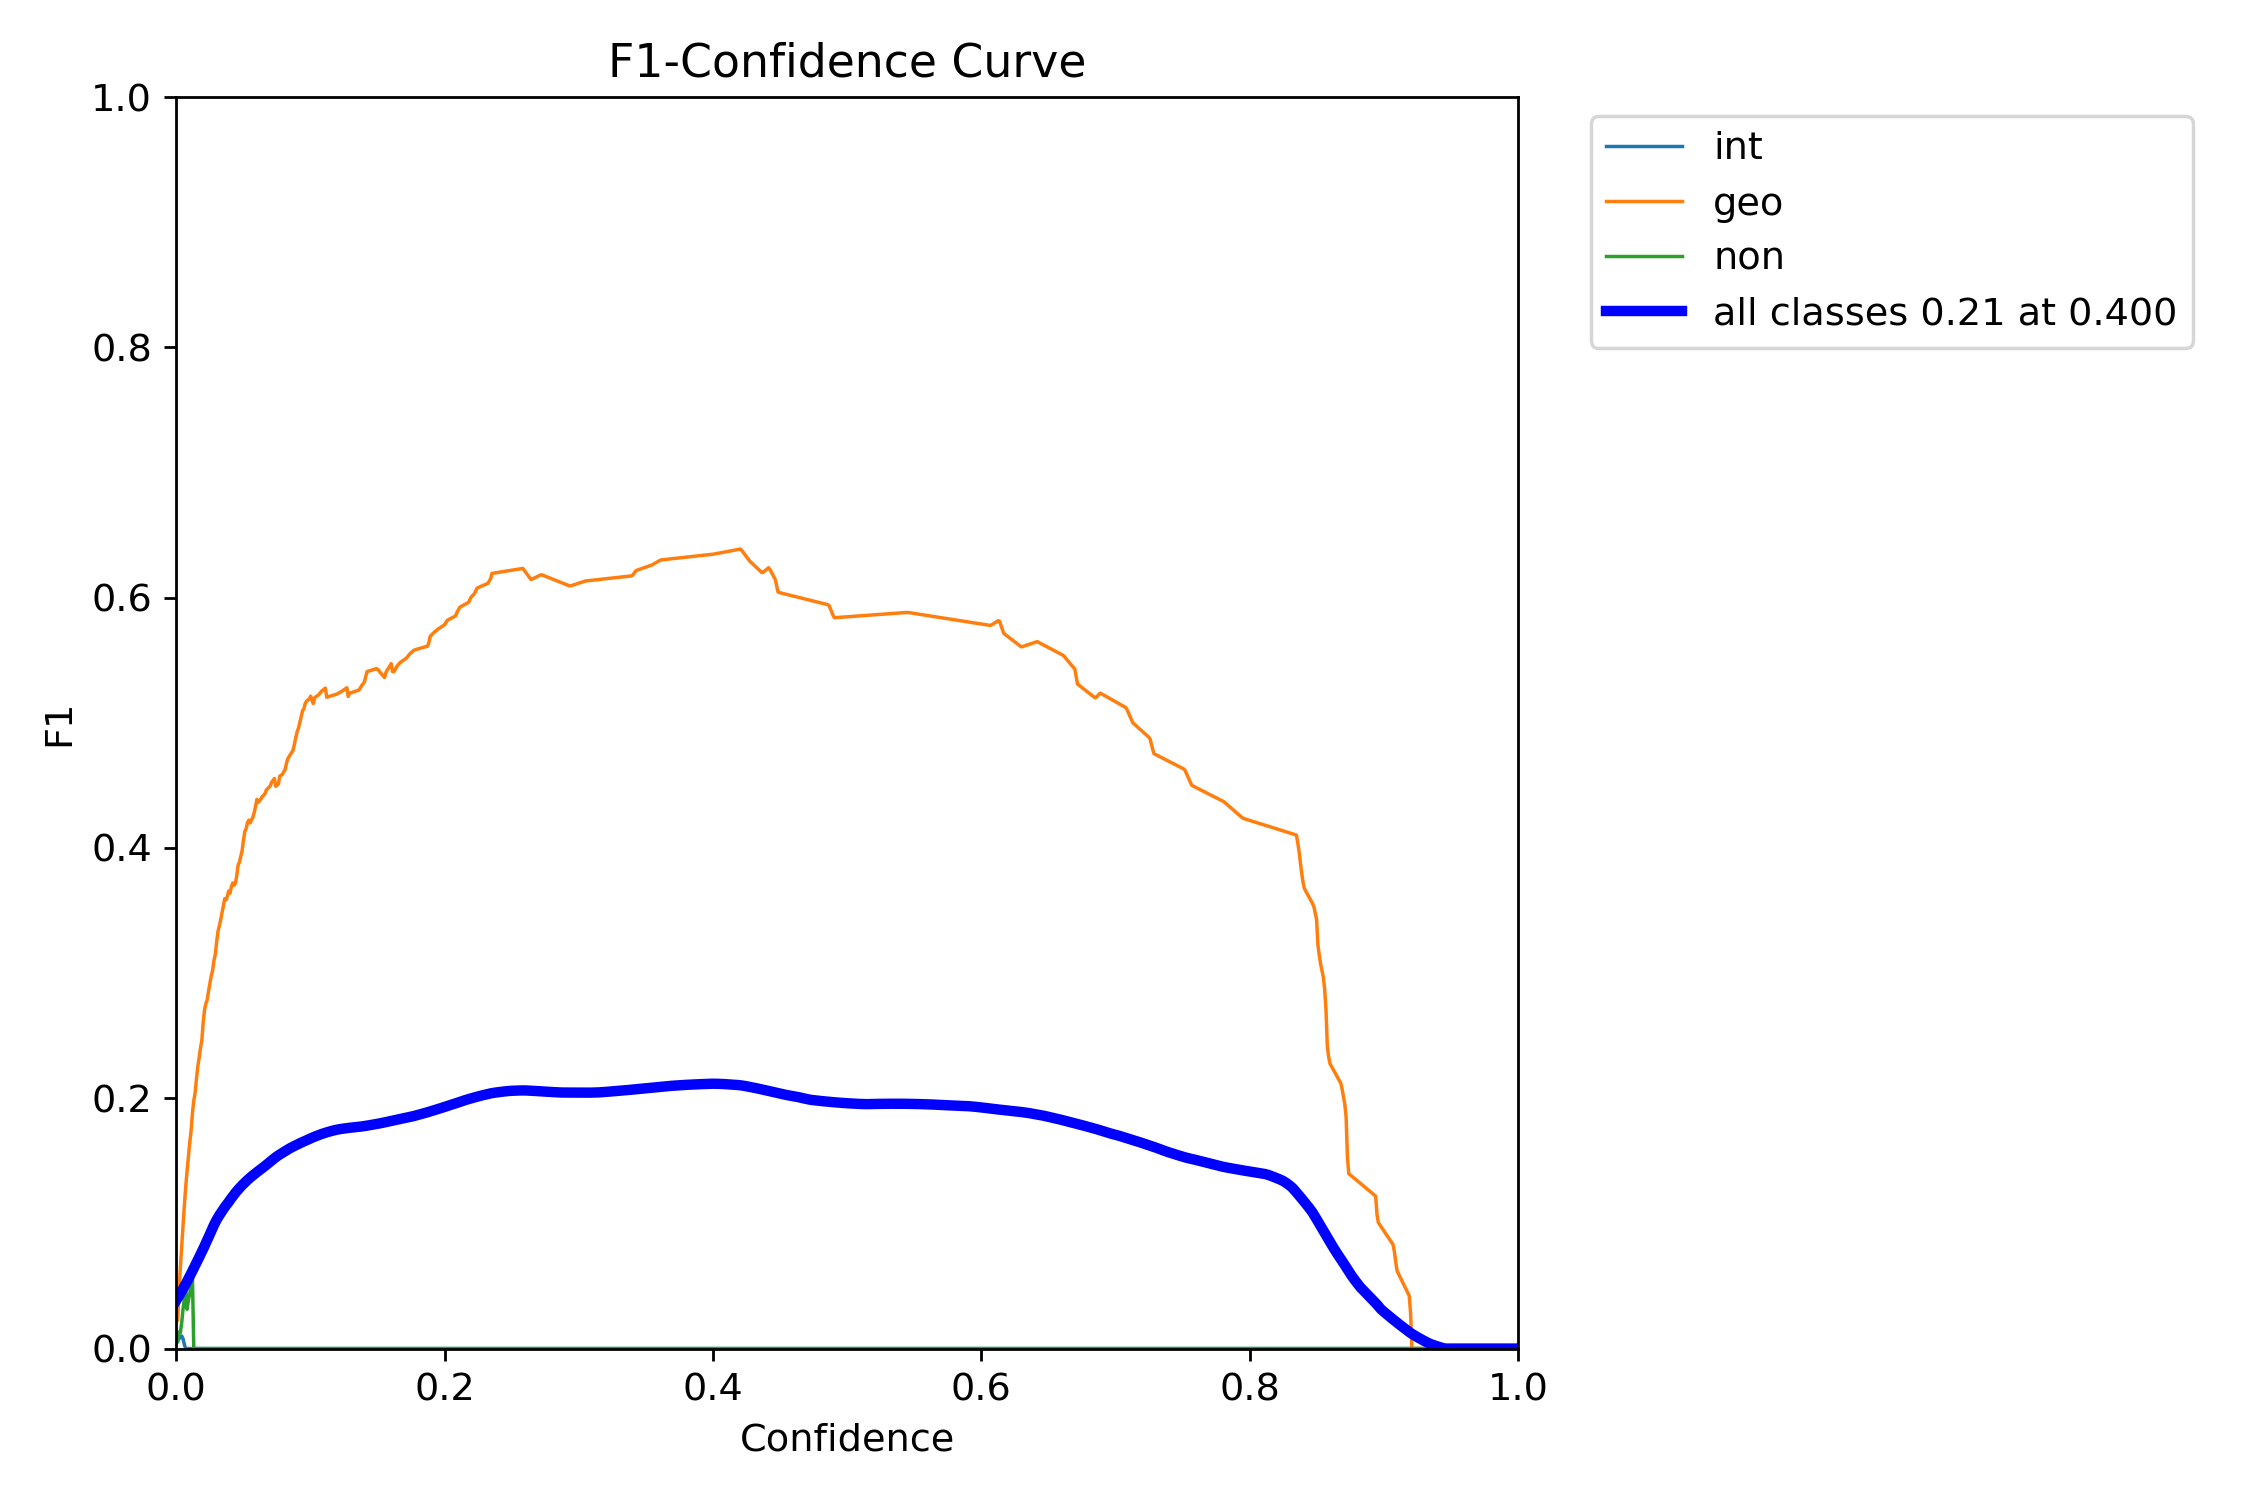 F1-Confidence Curve
1.0
0.8
0.6
0.4
0.2
0.0
F1
0.0 0.2 0.4 0.6 0.8 1.0
Confidence
int
geo
non
all classes 0.21 at 0.400